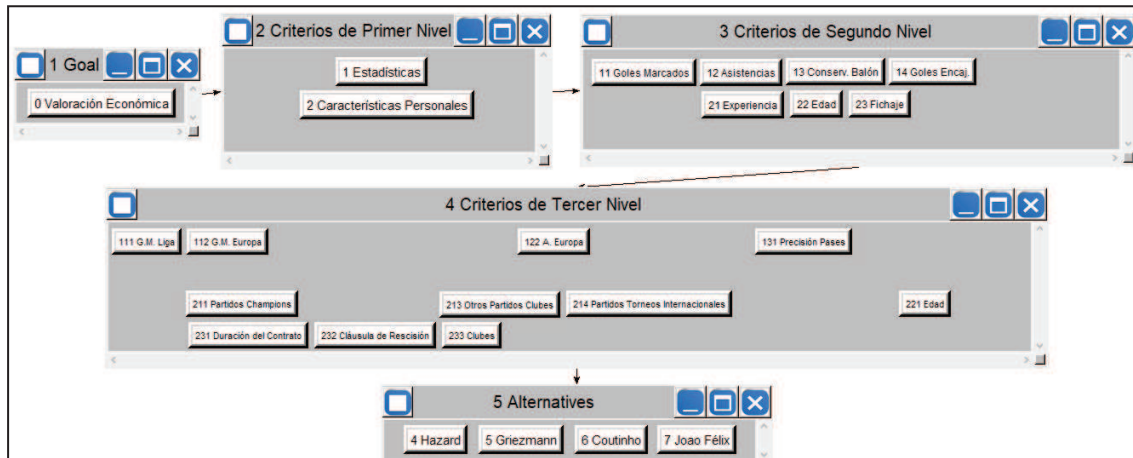 1 Goal
0 Valoración Económica
2 Criterios de Primer Nivel
1 Estadísticas
2 Características Personales
3 Criterios de Segundo Nivel
11 Goles Marcados 12 Asistencias 13 Conserv. Balón 14 Goles Encaj.
21 Experiencia 22 Edad 23 Fichaje
4 Criterios de Tercer Nivel
111 G.M. Liga 112 G.M. Europa 122 A. Europa 131 Precisión Pases
211 Partidos Champions 213 Otros Partidos Clubes 214 Partidos Torneos Internacionales 221 Edad
231 Duración del Contrato 232 Cláusula de Rescisión 233 Clubes
5 Alternatives
4 Hazard 5 Griezmann 6 Coutinho 7 Joao Félix